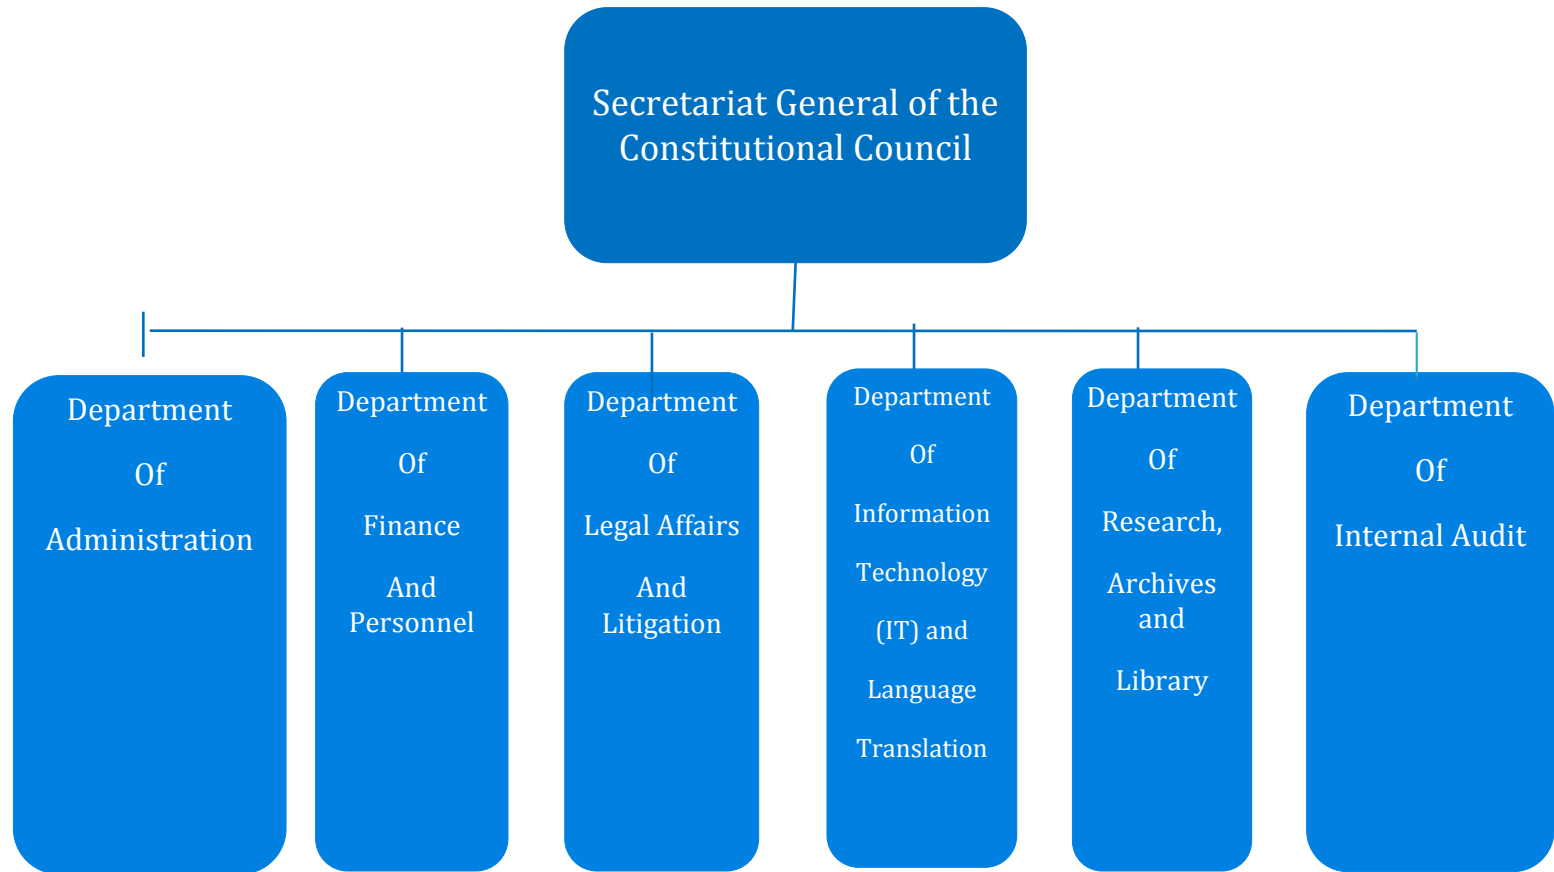 Secretariat General of the
Constitutional Council
Department
Of
Administration
Department
Of
Finance
And
Personnel
Department
Of
Legal Affairs
And
Litigation
Department
Of
Information
Technology
(IT) and
Language
Translation
Department
Of
Research,
Archives
and
Library
Department
Of
Internal Audit